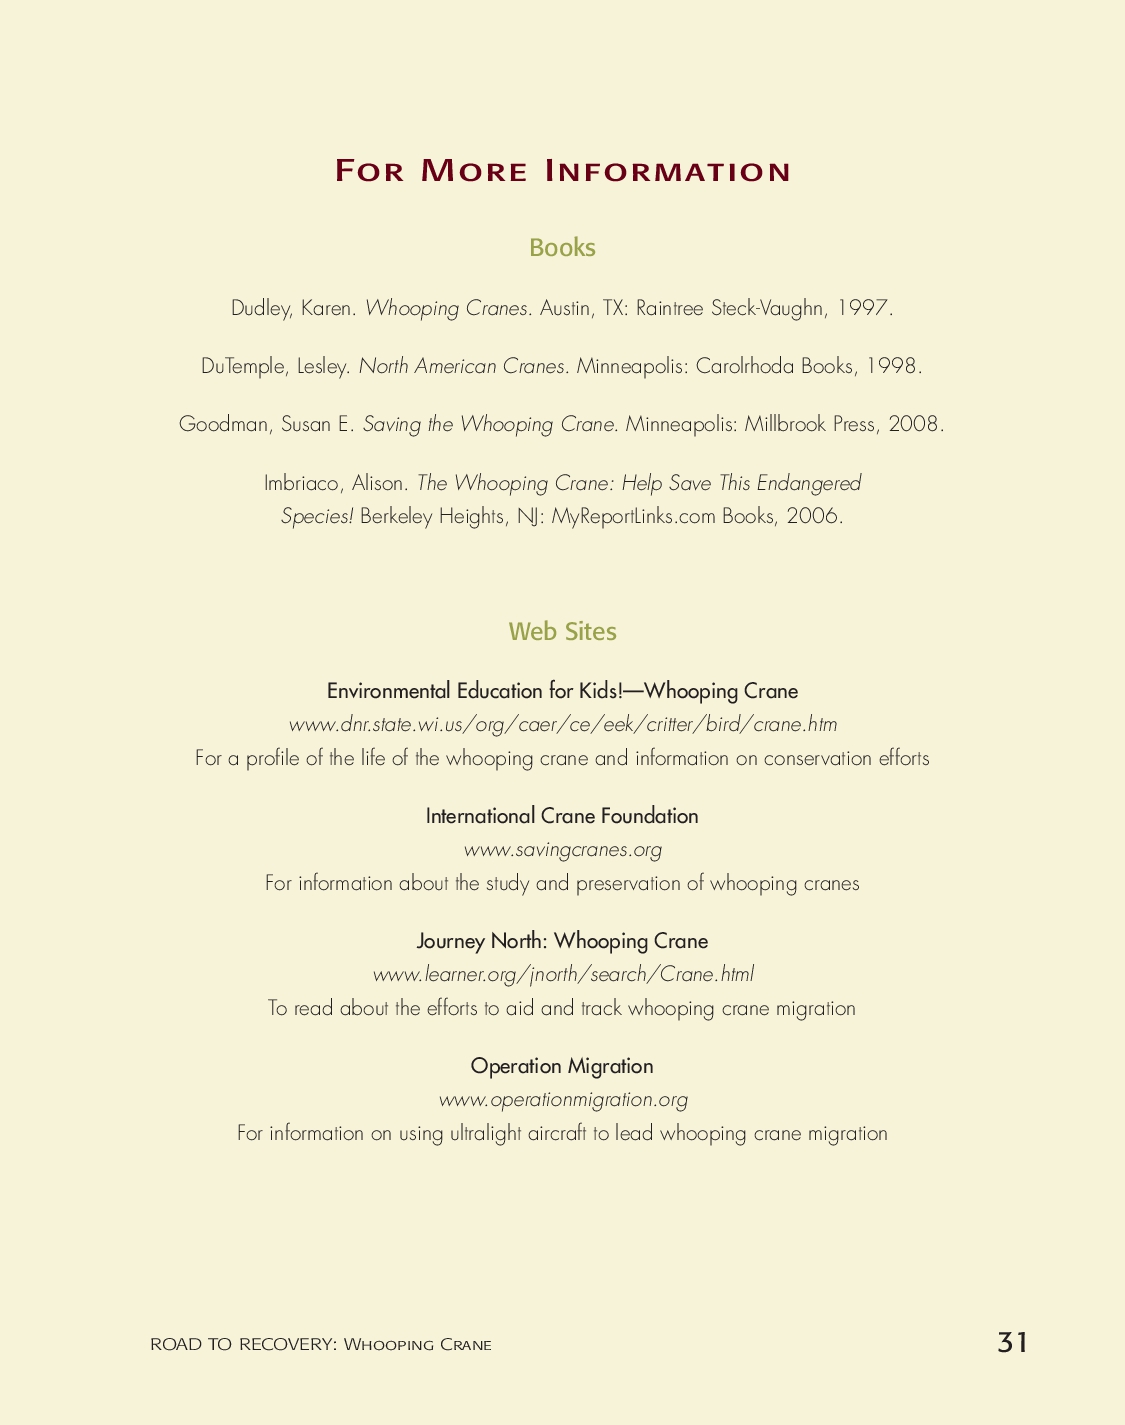 For More Information
Books
Dudley, Karen. Whooping Cranes. Austin, TX: Raintree Steck-Vaughn, 1997.
DuTemple, Lesley. North American Cranes. Minneapolis: Carolrhoda Books, 1998.
Goodman, Susan E. Saving the Whooping Crane. Minneapolis: Millbrook Press, 2008.
Imbriaco, Alison. The Whooping Crane: Help Save This Endangered
Species! Berkeley Heights, NJ: MyReportLinks.com Books, 2006.
Web Sites
Environmental Education for Kids!—Whooping Crane
www.dnr.state.wi.us/org/caer/ce/eek/critter/bird/crane.htm
For a profile of the life of the whooping crane and information on conservation efforts
International Crane Foundation
www.savingcranes.org
For information about the study and preservation of whooping cranes
Journey North: Whooping Crane
www.learner.org/jnorth/search/Crane.html
To read about the efforts to aid and track whooping crane migration
Operation Migration
www.operationmigration.org
For information on using ultralight aircraft to lead whooping crane migration
ROAD TO RECOVERY: Whooping Crane 31